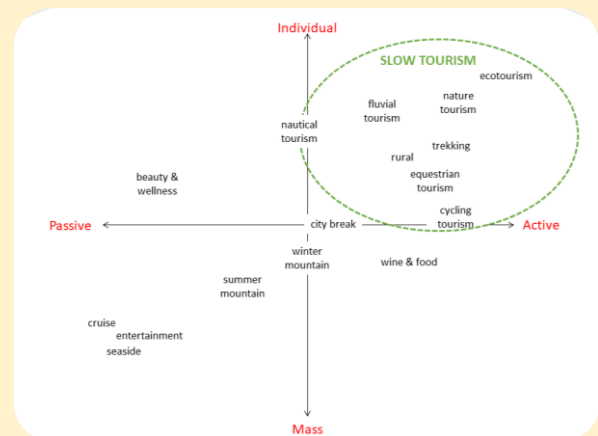 Individual
SLOW TOURISM
ecotourism
nature
tourism
fluvial
tourism
nautical
tourism
trekking
rural
equestrian
tourism
beauty &
wellness
cycling
tourism
Passive
city break
Active
winter
mountain
wine & food
summer
mountain
cruise
entertainment
seaside
Mass